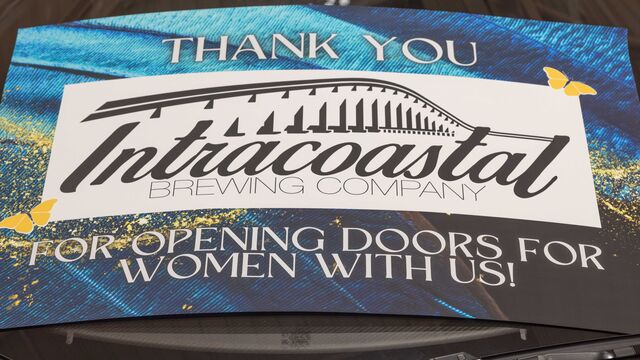 THANK YOU
Intracoastal
BREWING COMPANY
FOR OPENING DOORS FOR
WOMEN WITH US!